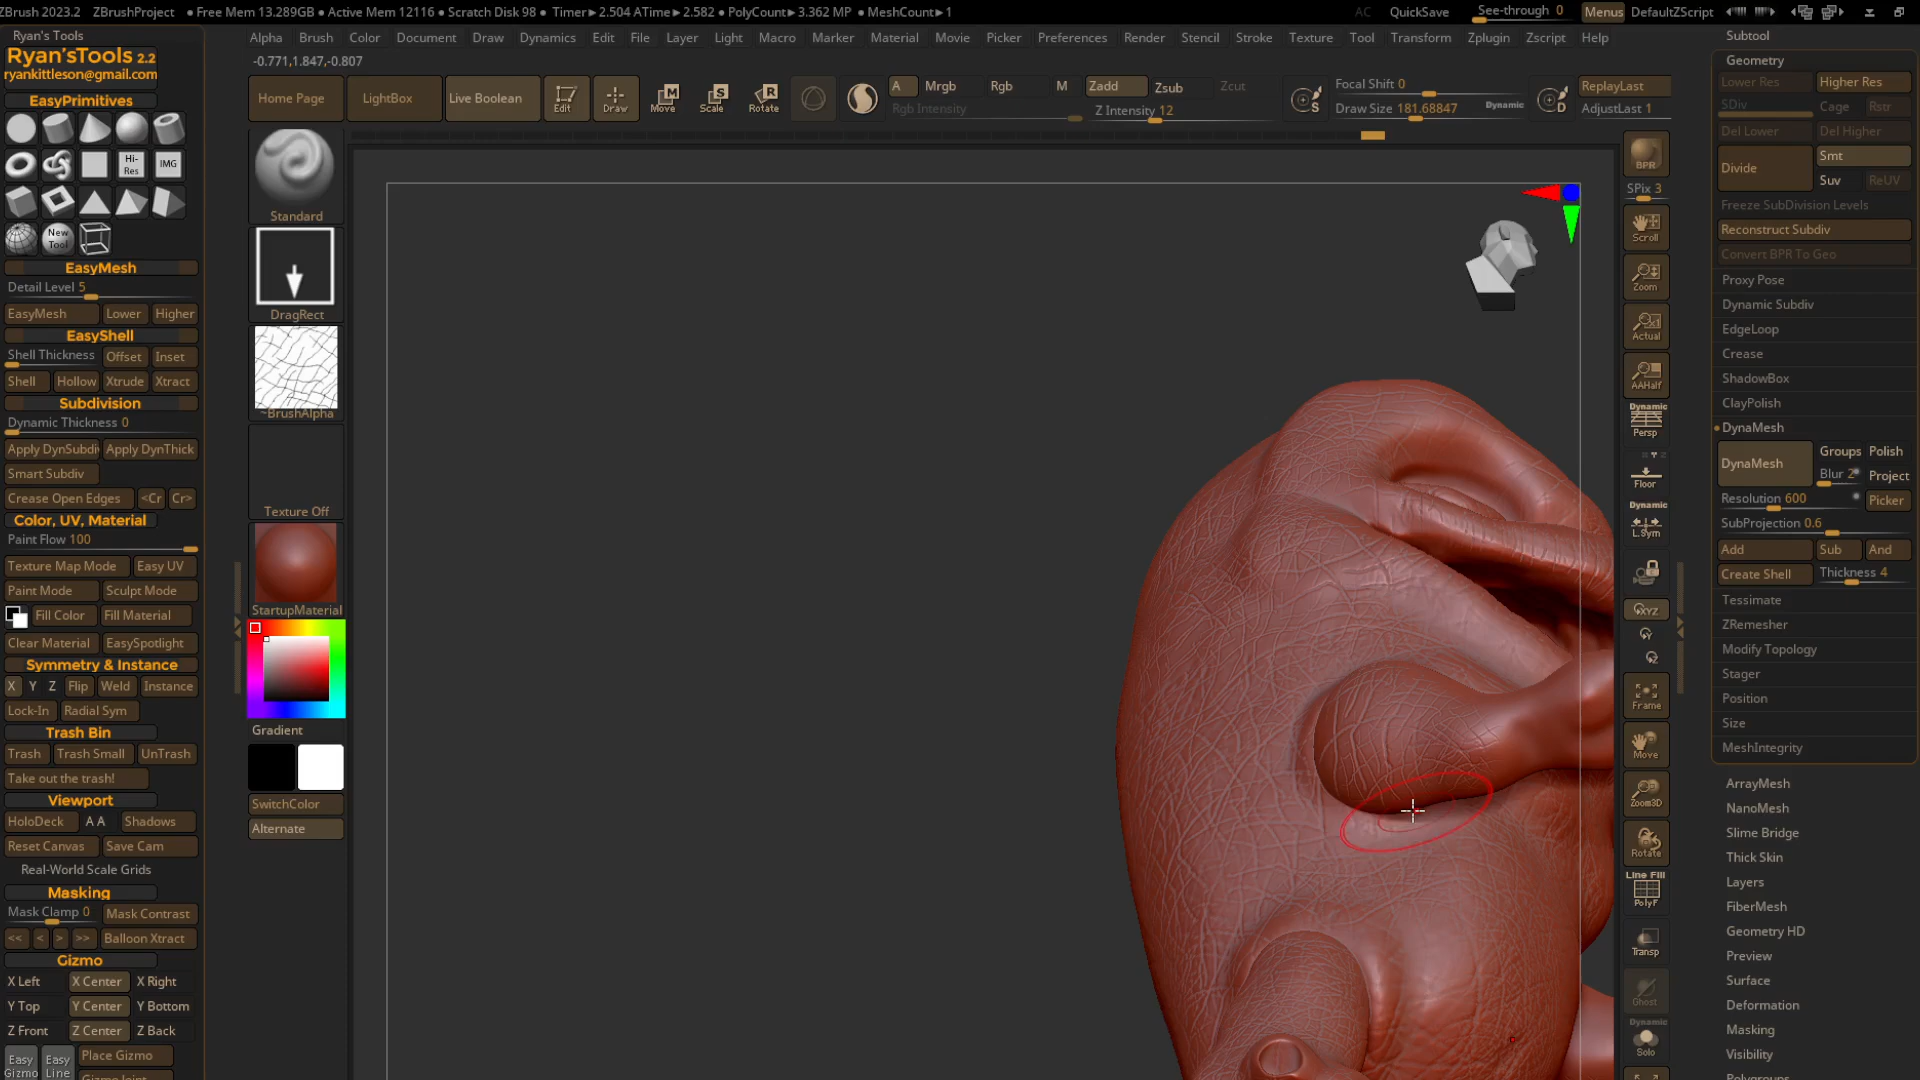 ZBrush 2023.2 ZBrushProject • Free Mem 13.289GB • Active Mem 12116 • Scratch Disk 98 • Timer►2.504 ATime►2.582 • PolyCount►3.362 MP • MeshCount►1 AC QuickSave See-through 0 Menus DefaultZScript
Ryan's Tools
Alpha Brush Color Document Draw Dynamics Edit File Layer Light Macro Marker Material Movie Picker Preferences Render Stencil Stroke Texture Tool Transform Zplugin Zscript Help
-0.771,1.847,-0.807
Ryan'sTools 2.2
ryankittleson@gmail.com
EasyPrimitives
Hi-Res IMG
New Tool
EasyMesh
Detail Level 5
EasyMesh Lower Higher
EasyShell
Shell Thickness Offset Inset
Shell Hollow Xtrude Xtract
Subdivision
Dynamic Thickness 0
Apply DynSubdiv Apply DynThick
Smart Subdiv
Crease Open Edges <Cr Cr>
Color, UV, Material
Paint Flow 100
Texture Map Mode Easy UV
Paint Mode Sculpt Mode
Fill Color Fill Material
Clear Material EasySpotlight
Symmetry & Instance
X Y Z Flip Weld Instance
Lock-In Radial Sym
Trash Bin
Trash Trash Small UnTrash
Take out the trash!
Viewport
HoloDeck A A Shadows
Reset Canvas Save Cam
Real-World Scale Grids
Masking
Mask Clamp 0 Mask Contrast
<< < > >> Balloon Xtract
Gizmo
X Left X Center X Right
Y Top Y Center Y Bottom
Z Front Z Center Z Back
Easy Gizmo Easy Line Place Gizmo
Gizmo Joint
Home Page LightBox Live Boolean Edit Draw Move Scale Rotate
A Mrgb Rgb M Zadd Zsub Zcut
Rgb Intensity Z Intensity 12
Focal Shift 0
Draw Size 181.68847 Dynamic
ReplayLast
AdjustLast 1
Standard
DragRect
~BrushAlpha
Texture Off
StartupMaterial
Gradient
SwitchColor
Alternate
BPR
SPix 3
Scroll
Zoom
Actual
AAHalf
Dynamic
Persp
Floor
Dynamic
L.Sym
XYZ
Frame
Move
Zoom3D
Rotate
Line Fill
PolyF
Transp
Ghost
Dynamic
Solo
Subtool
Geometry
Lower Res Higher Res
SDiv Cage Rstr
Del Lower Del Higher
Divide Smt
Suv ReUV
Freeze SubDivision Levels
Reconstruct Subdiv
Convert BPR To Geo
Proxy Pose
Dynamic Subdiv
EdgeLoop
Crease
ShadowBox
ClayPolish
DynaMesh
DynaMesh Groups Polish
Blur 2 Project
Resolution 600 Picker
SubProjection 0.6
Add Sub And
Create Shell Thickness 4
Tessimate
ZRemesher
Modify Topology
Stager
Position
Size
MeshIntegrity
ArrayMesh
NanoMesh
Slime Bridge
Thick Skin
Layers
FiberMesh
Geometry HD
Preview
Surface
Deformation
Masking
Visibility
Polygroups